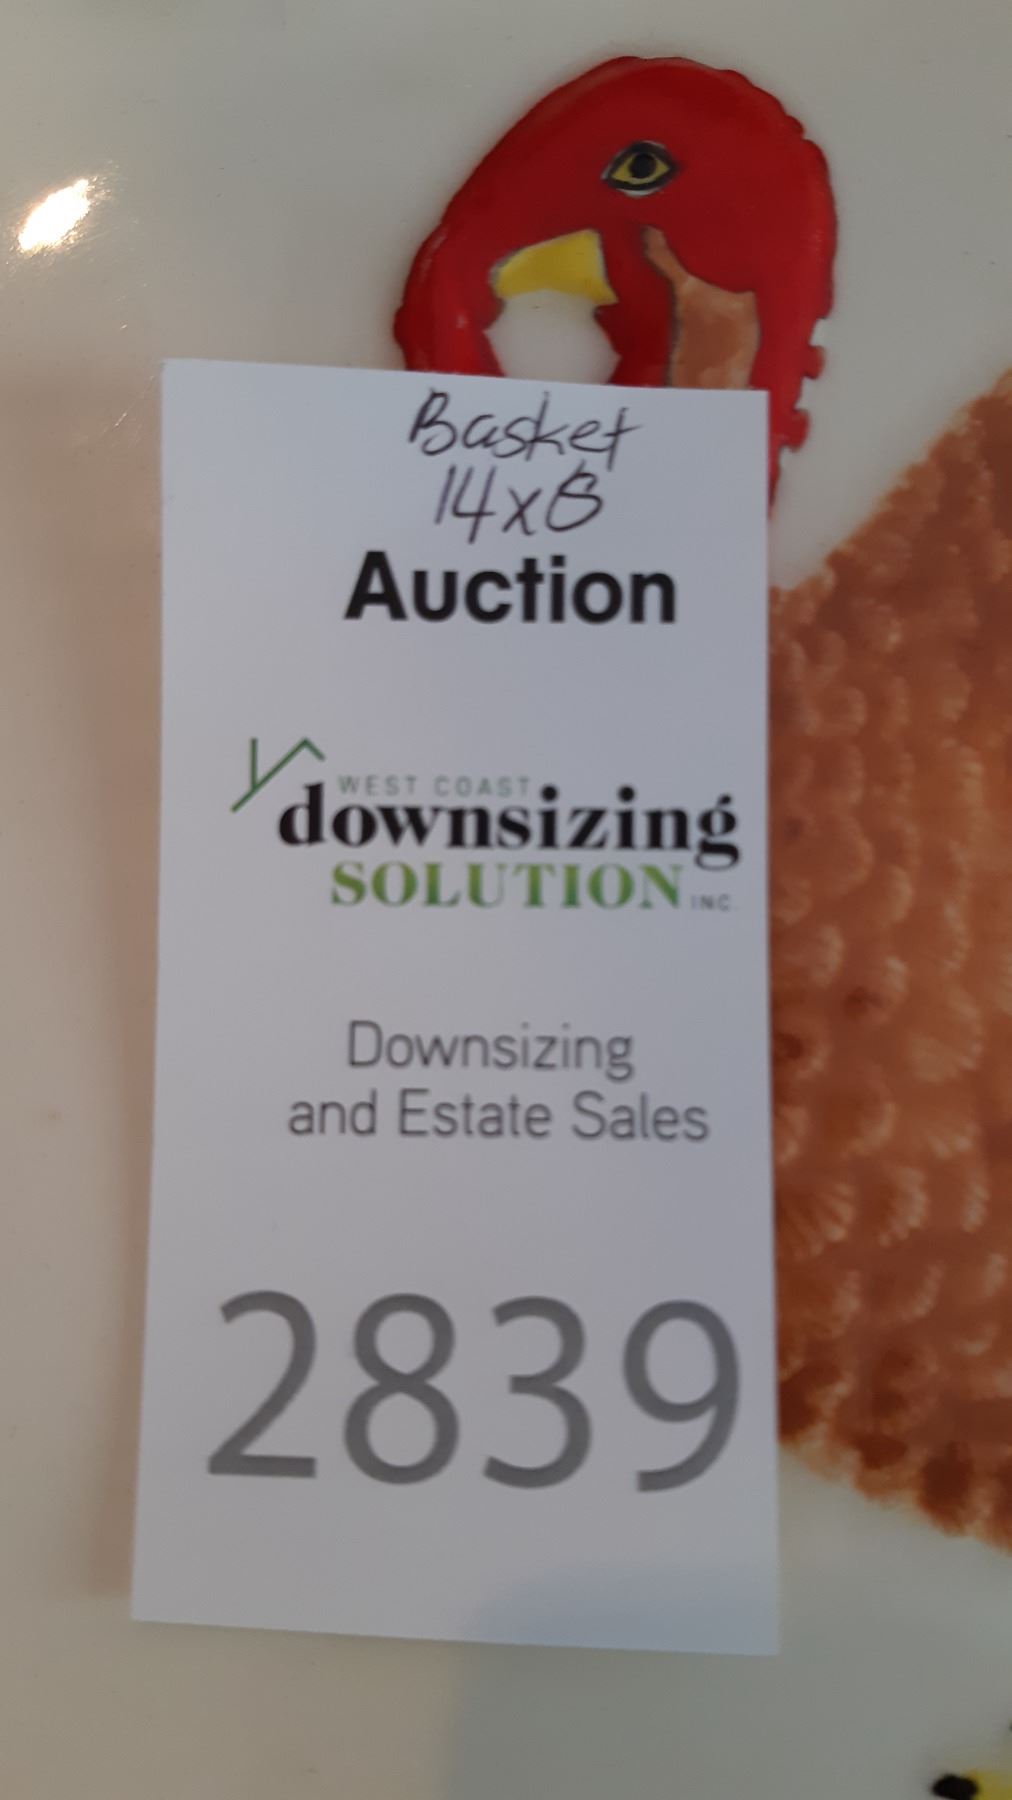 Basket
14x8
Auction
WEST COAST
downsizing
SOLUTION INC.
Downsizing
and Estate Sales
2839